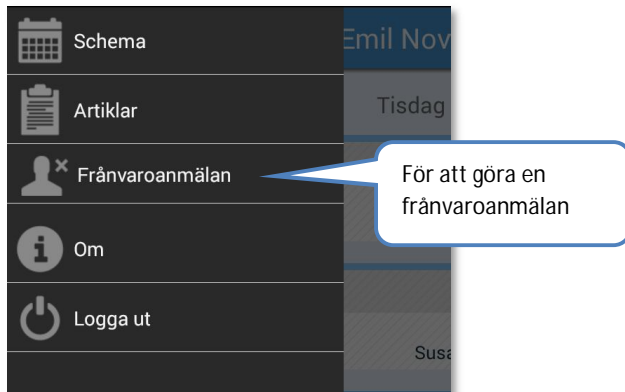 Schema
Emil Nov
Artiklar
Tisdag
Frånvaroanmälan
För att göra en
frånvaroanmälan
Om
Logga ut
Susa